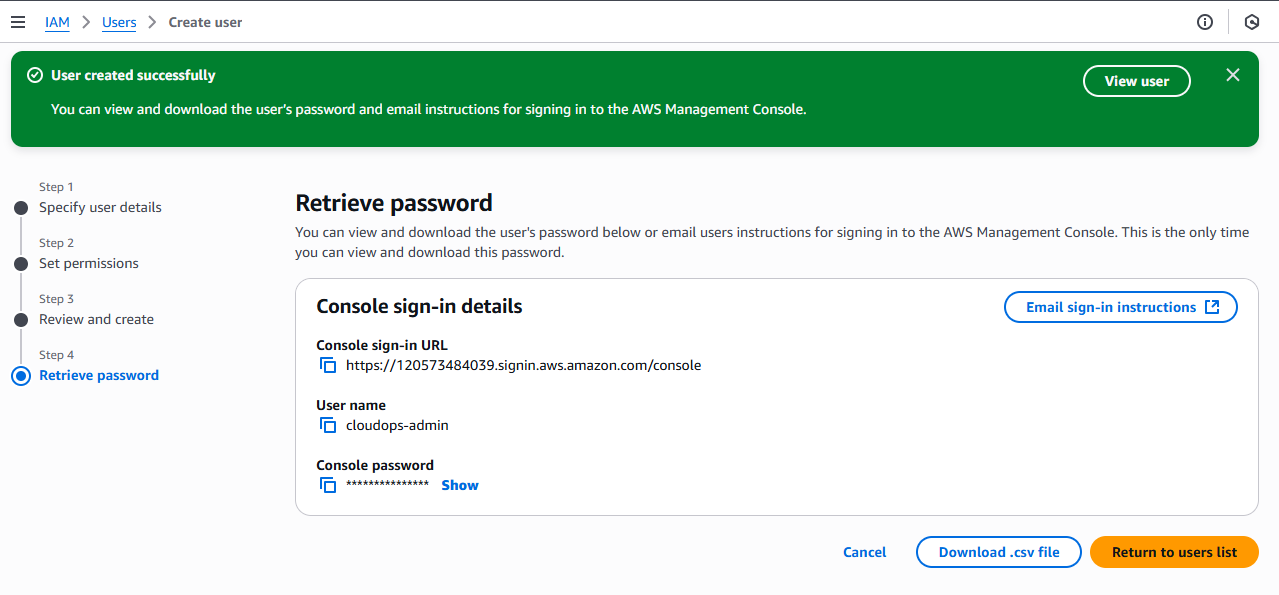 IAM > Users > Create user
User created successfully
You can view and download the user's password and email instructions for signing in to the AWS Management Console.
View user
Step 1
Specify user details
Step 2
Set permissions
Step 3
Review and create
Step 4
Retrieve password
Retrieve password
You can view and download the user's password below or email users instructions for signing in to the AWS Management Console. This is the only time
you can view and download this password.
Console sign-in details
Email sign-in instructions
Console sign-in URL
https://120573484039.signin.aws.amazon.com/console
User name
cloudops-admin
Console password
*************** Show
Cancel
Download .csv file
Return to users list